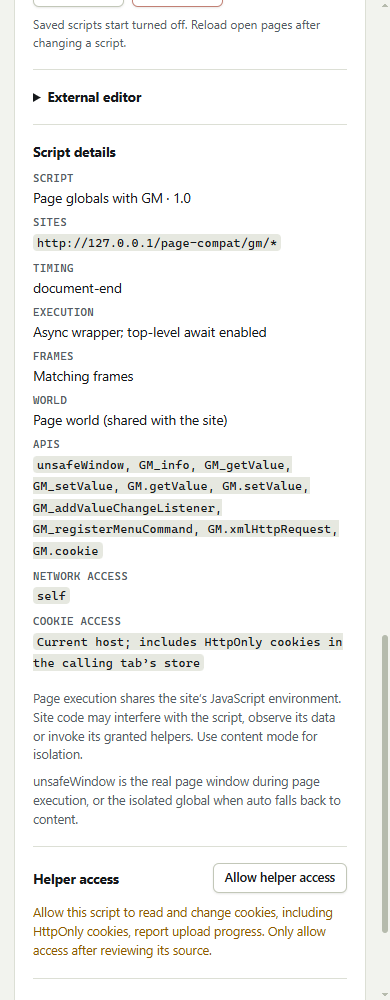 Saved scripts start turned off. Reload open pages after
changing a script.
▶ External editor
Script details
SCRIPT
Page globals with GM · 1.0
SITES
http://127.0.0.1/page-compat/gm/*
TIMING
document-end
EXECUTION
Async wrapper; top-level await enabled
FRAMES
Matching frames
WORLD
Page world (shared with the site)
APIS
unsafeWindow, GM_info, GM_getValue,
GM_setValue, GM.getValue, GM.setValue,
GM_addValueChangeListener,
GM_registerMenuCommand, GM.xmlHttpRequest,
GM.cookie
NETWORK ACCESS
self
COOKIE ACCESS
Current host; includes HttpOnly cookies in
the calling tab's store
Page execution shares the site's JavaScript environment.
Site code may interfere with the script, observe its data
or invoke its granted helpers. Use content mode for
isolation.
unsafeWindow is the real page window during page
execution, or the isolated global when auto falls back to
content.
Helper access
Allow helper access
Allow this script to read and change cookies, including
HttpOnly cookies, report upload progress. Only allow
access after reviewing its source.